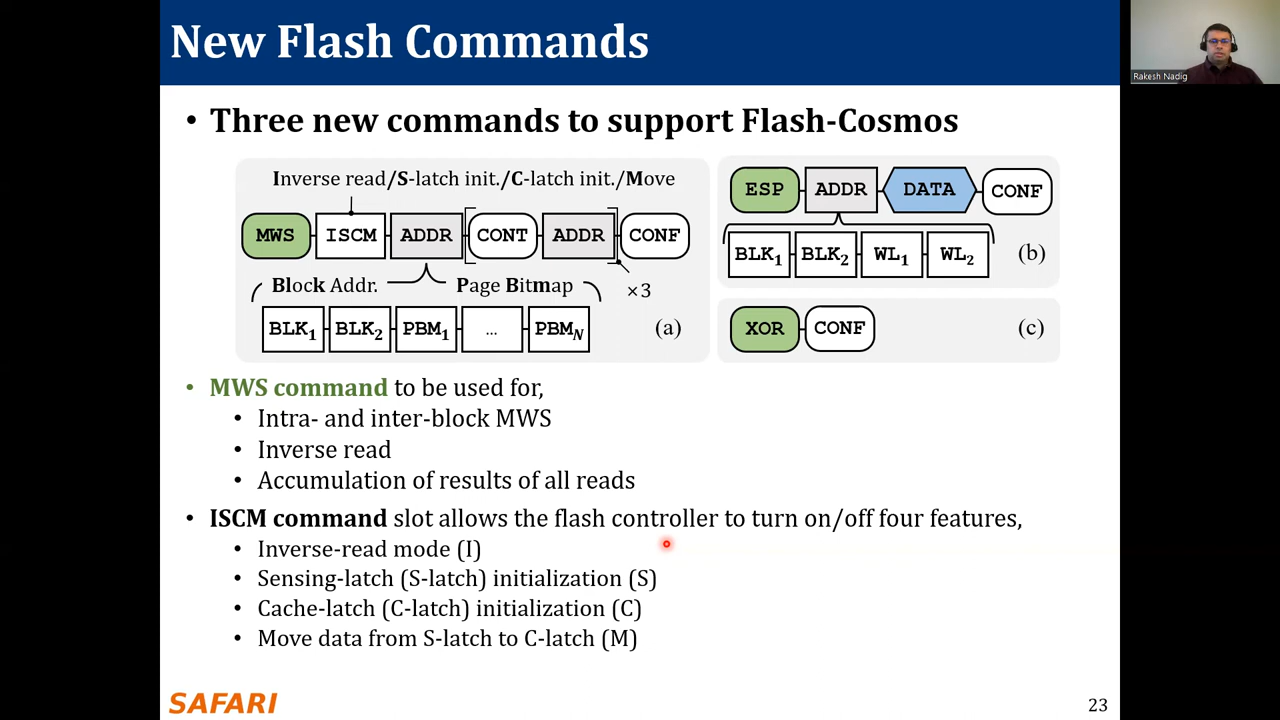 New Flash Commands
Rakesh Nadig
• Three new commands to support Flash-Cosmos
Inverse read/S-latch init./C-latch init./Move
MWS ISCM ADDR CONT ADDR CONF
×3
Block Addr. Page Bitmap
BLK1 BLK2 PBM1 ... PBMN (a)
ESP ADDR DATA CONF
BLK1 BLK2 WL1 WL2 (b)
XOR CONF (c)
• MWS command to be used for,
• Intra- and inter-block MWS
• Inverse read
• Accumulation of results of all reads
• ISCM command slot allows the flash controller to turn on/off four features,
• Inverse-read mode (I)
• Sensing-latch (S-latch) initialization (S)
• Cache-latch (C-latch) initialization (C)
• Move data from S-latch to C-latch (M)
SAFARI
23